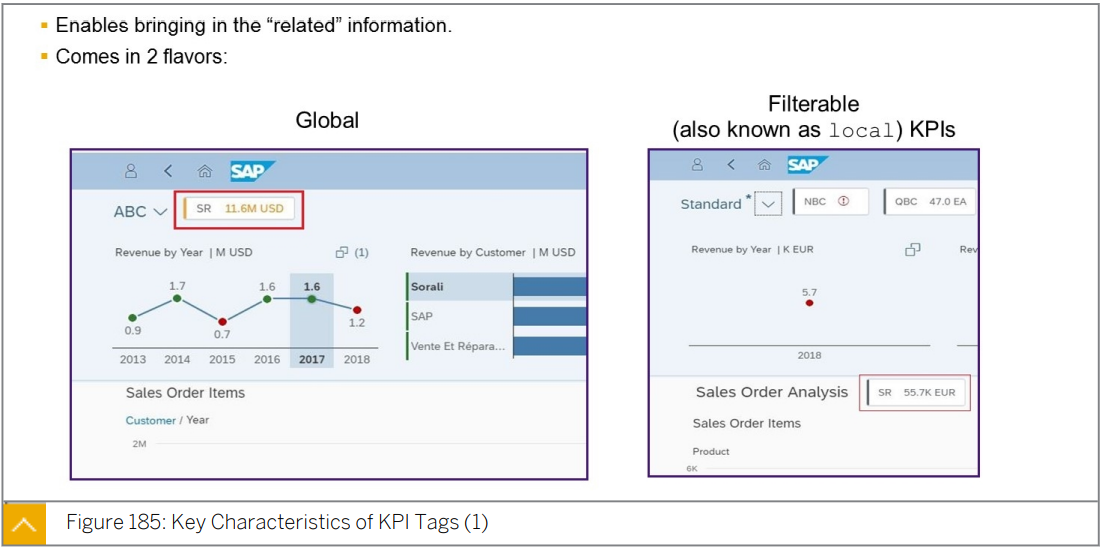 Enables bringing in the “related” information.
Comes in 2 flavors:
Global
SAP
ABC
SR 11.6M USD
Revenue by Year | M USD
(1)
1.7
1.6
1.6
0.9
0.7
1.2
2013 2014 2015 2016 2017 2018
Revenue by Customer | M USD
Sorali
SAP
Vente Et Répara...
Sales Order Items
Customer / Year
2M
Filterable
(also known as local) KPIs
SAP
Standard *
NBC
QBC 47.0 EA
Revenue by Year | K EUR
Rev
5.7
2018
Sales Order Analysis
SR 55.7K EUR
Sales Order Items
Product
6K
Figure 185: Key Characteristics of KPI Tags (1)